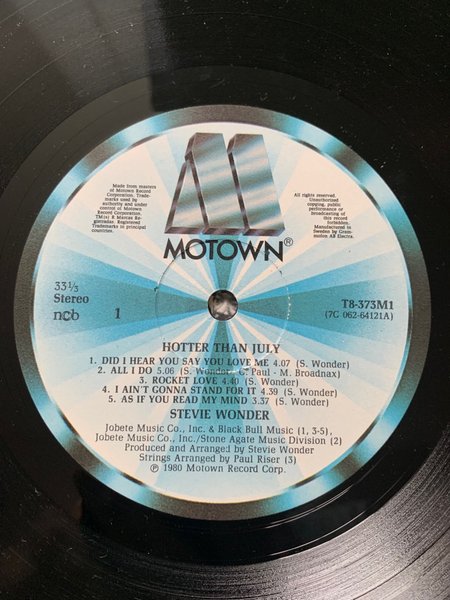 MOTOWN®
Made from masters
of Motown Record
Corporation. Trade-
marks used by
authority and under
control of Motown
Record Corporation.
TM(s) ® Marcas Re-
gistradas. Registered
Trademarks in principal
countries.
All rights reserved.
Unauthorized
copying, public
performance or
broadcasting of
this record
forbidden.
Manufactured in
Sweden by Gram-
mofon AB Electra.
33⅓
Stereo
ncb 1
T8-373M1
(7C 062-64121A)
HOTTER THAN JULY
1. DID I HEAR YOU SAY YOU LOVE ME 4.07 (S. Wonder)
2. ALL I DO 5.06 (S. Wonder - C. Paul - M. Broadnax)
3. ROCKET LOVE 4.40 (S. Wonder)
4. I AIN'T GONNA STAND FOR IT 4.39 (S. Wonder)
5. AS IF YOU READ MY MIND 3.37 (S. Wonder)
STEVIE WONDER
Jobete Music Co., Inc. & Black Bull Music (1, 3-5),
Jobete Music Co., Inc./Stone Agate Music Division (2)
Produced and Arranged by Stevie Wonder
Strings Arranged by Paul Riser (3)
℗ 1980 Motown Record Corp.